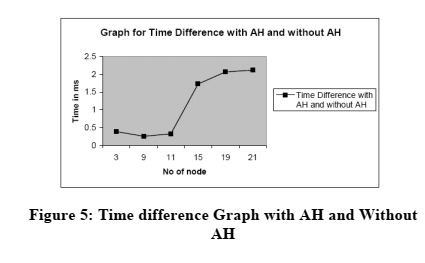 Graph for Time Difference with AH and without AH
2.5
2
1.5
1
0.5
0
Time in ms
3 9 11 15 19 21
No of node
Time Difference with
AH and without AH
Figure 5: Time difference Graph with AH and Without
AH